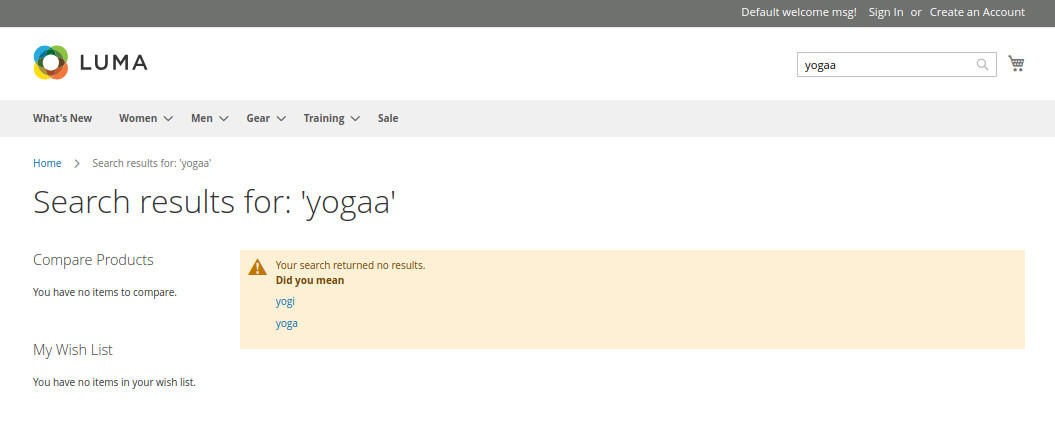 Default welcome msg! Sign In or Create an Account
LUMA
yogaa
What's New Women Men Gear Training Sale
Home Search results for: 'yogaa'
Search results for: 'yogaa'
Compare Products
You have no items to compare.
My Wish List
You have no items in your wish list.
Your search returned no results.
Did you mean
yogi
yoga